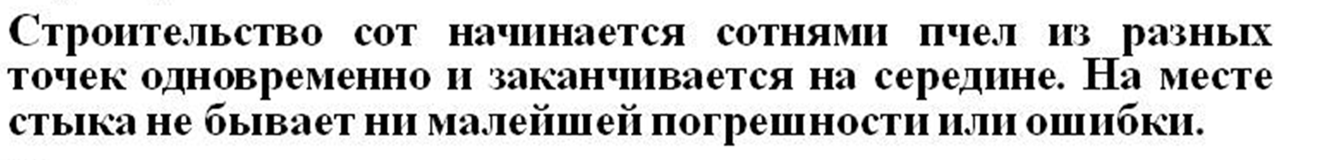 Строительство сот начинается сотнями пчел из разных
точек одновременно и заканчивается на середине. На месте
стыка не бывает ни малейшей погрешности или ошибки.